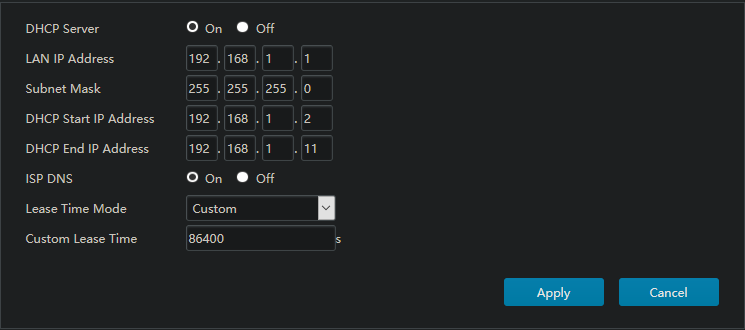 DHCP Server On Off
LAN IP Address 192 . 168 . 1 . 1
Subnet Mask 255 . 255 . 255 . 0
DHCP Start IP Address 192 . 168 . 1 . 2
DHCP End IP Address 192 . 168 . 1 . 11
ISP DNS On Off
Lease Time Mode Custom
Custom Lease Time 86400 s
Apply Cancel